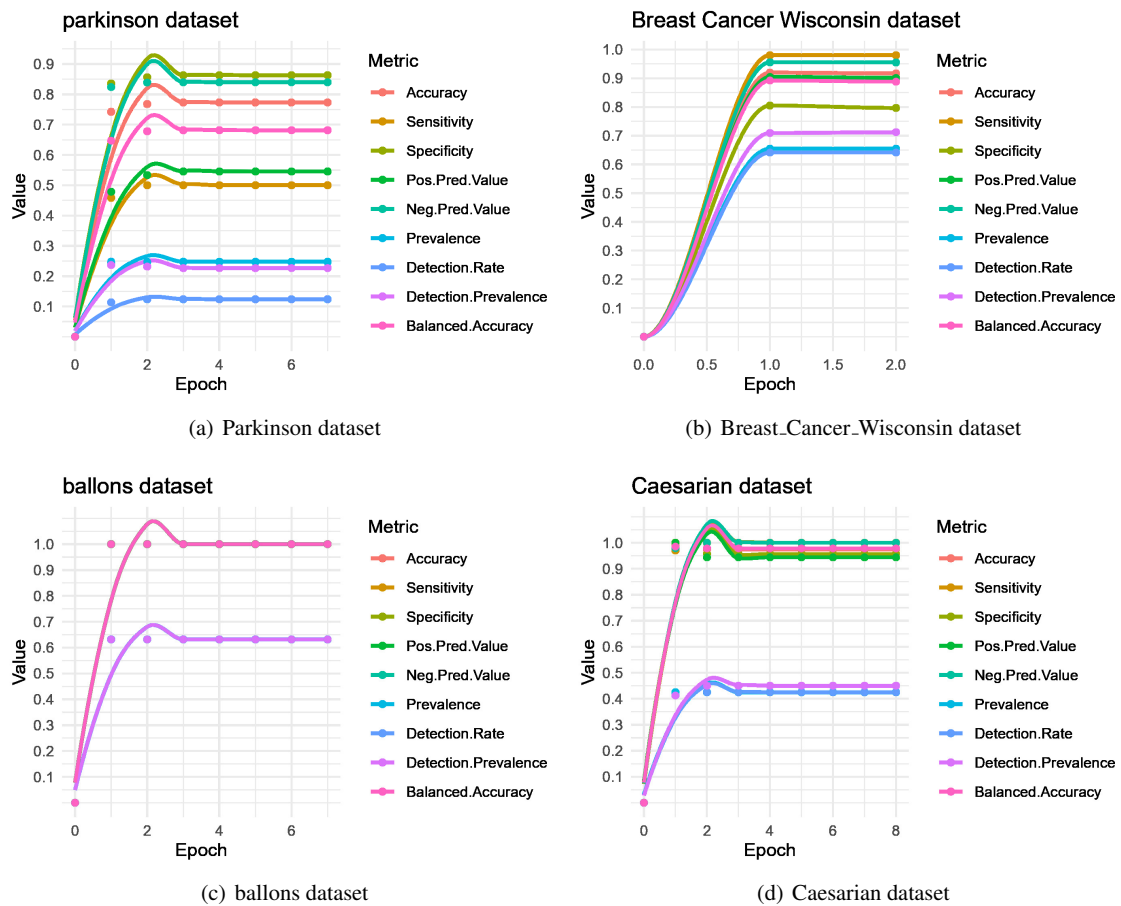 parkinson dataset
Value
0.9
0.8
0.7
0.6
0.5
0.4
0.3
0.2
0.1
0 2 4 6
Epoch
Metric
Accuracy
Sensitivity
Specificity
Pos.Pred.Value
Neg.Pred.Value
Prevalence
Detection.Rate
Detection.Prevalence
Balanced.Accuracy
(a) Parkinson dataset
Breast Cancer Wisconsin dataset
Value
1.0
0.9
0.8
0.7
0.6
0.5
0.4
0.3
0.2
0.1
0.0 0.5 1.0 1.5 2.0
Epoch
Metric
Accuracy
Sensitivity
Specificity
Pos.Pred.Value
Neg.Pred.Value
Prevalence
Detection.Rate
Detection.Prevalence
Balanced.Accuracy
(b) Breast_Cancer_Wisconsin dataset
ballons dataset
Value
1.0
0.9
0.8
0.7
0.6
0.5
0.4
0.3
0.2
0.1
0 2 4 6
Epoch
Metric
Accuracy
Sensitivity
Specificity
Pos.Pred.Value
Neg.Pred.Value
Prevalence
Detection.Rate
Detection.Prevalence
Balanced.Accuracy
(c) ballons dataset
Caesarian dataset
Value
1.0
0.9
0.8
0.7
0.6
0.5
0.4
0.3
0.2
0.1
0 2 4 6 8
Epoch
Metric
Accuracy
Sensitivity
Specificity
Pos.Pred.Value
Neg.Pred.Value
Prevalence
Detection.Rate
Detection.Prevalence
Balanced.Accuracy
(d) Caesarian dataset